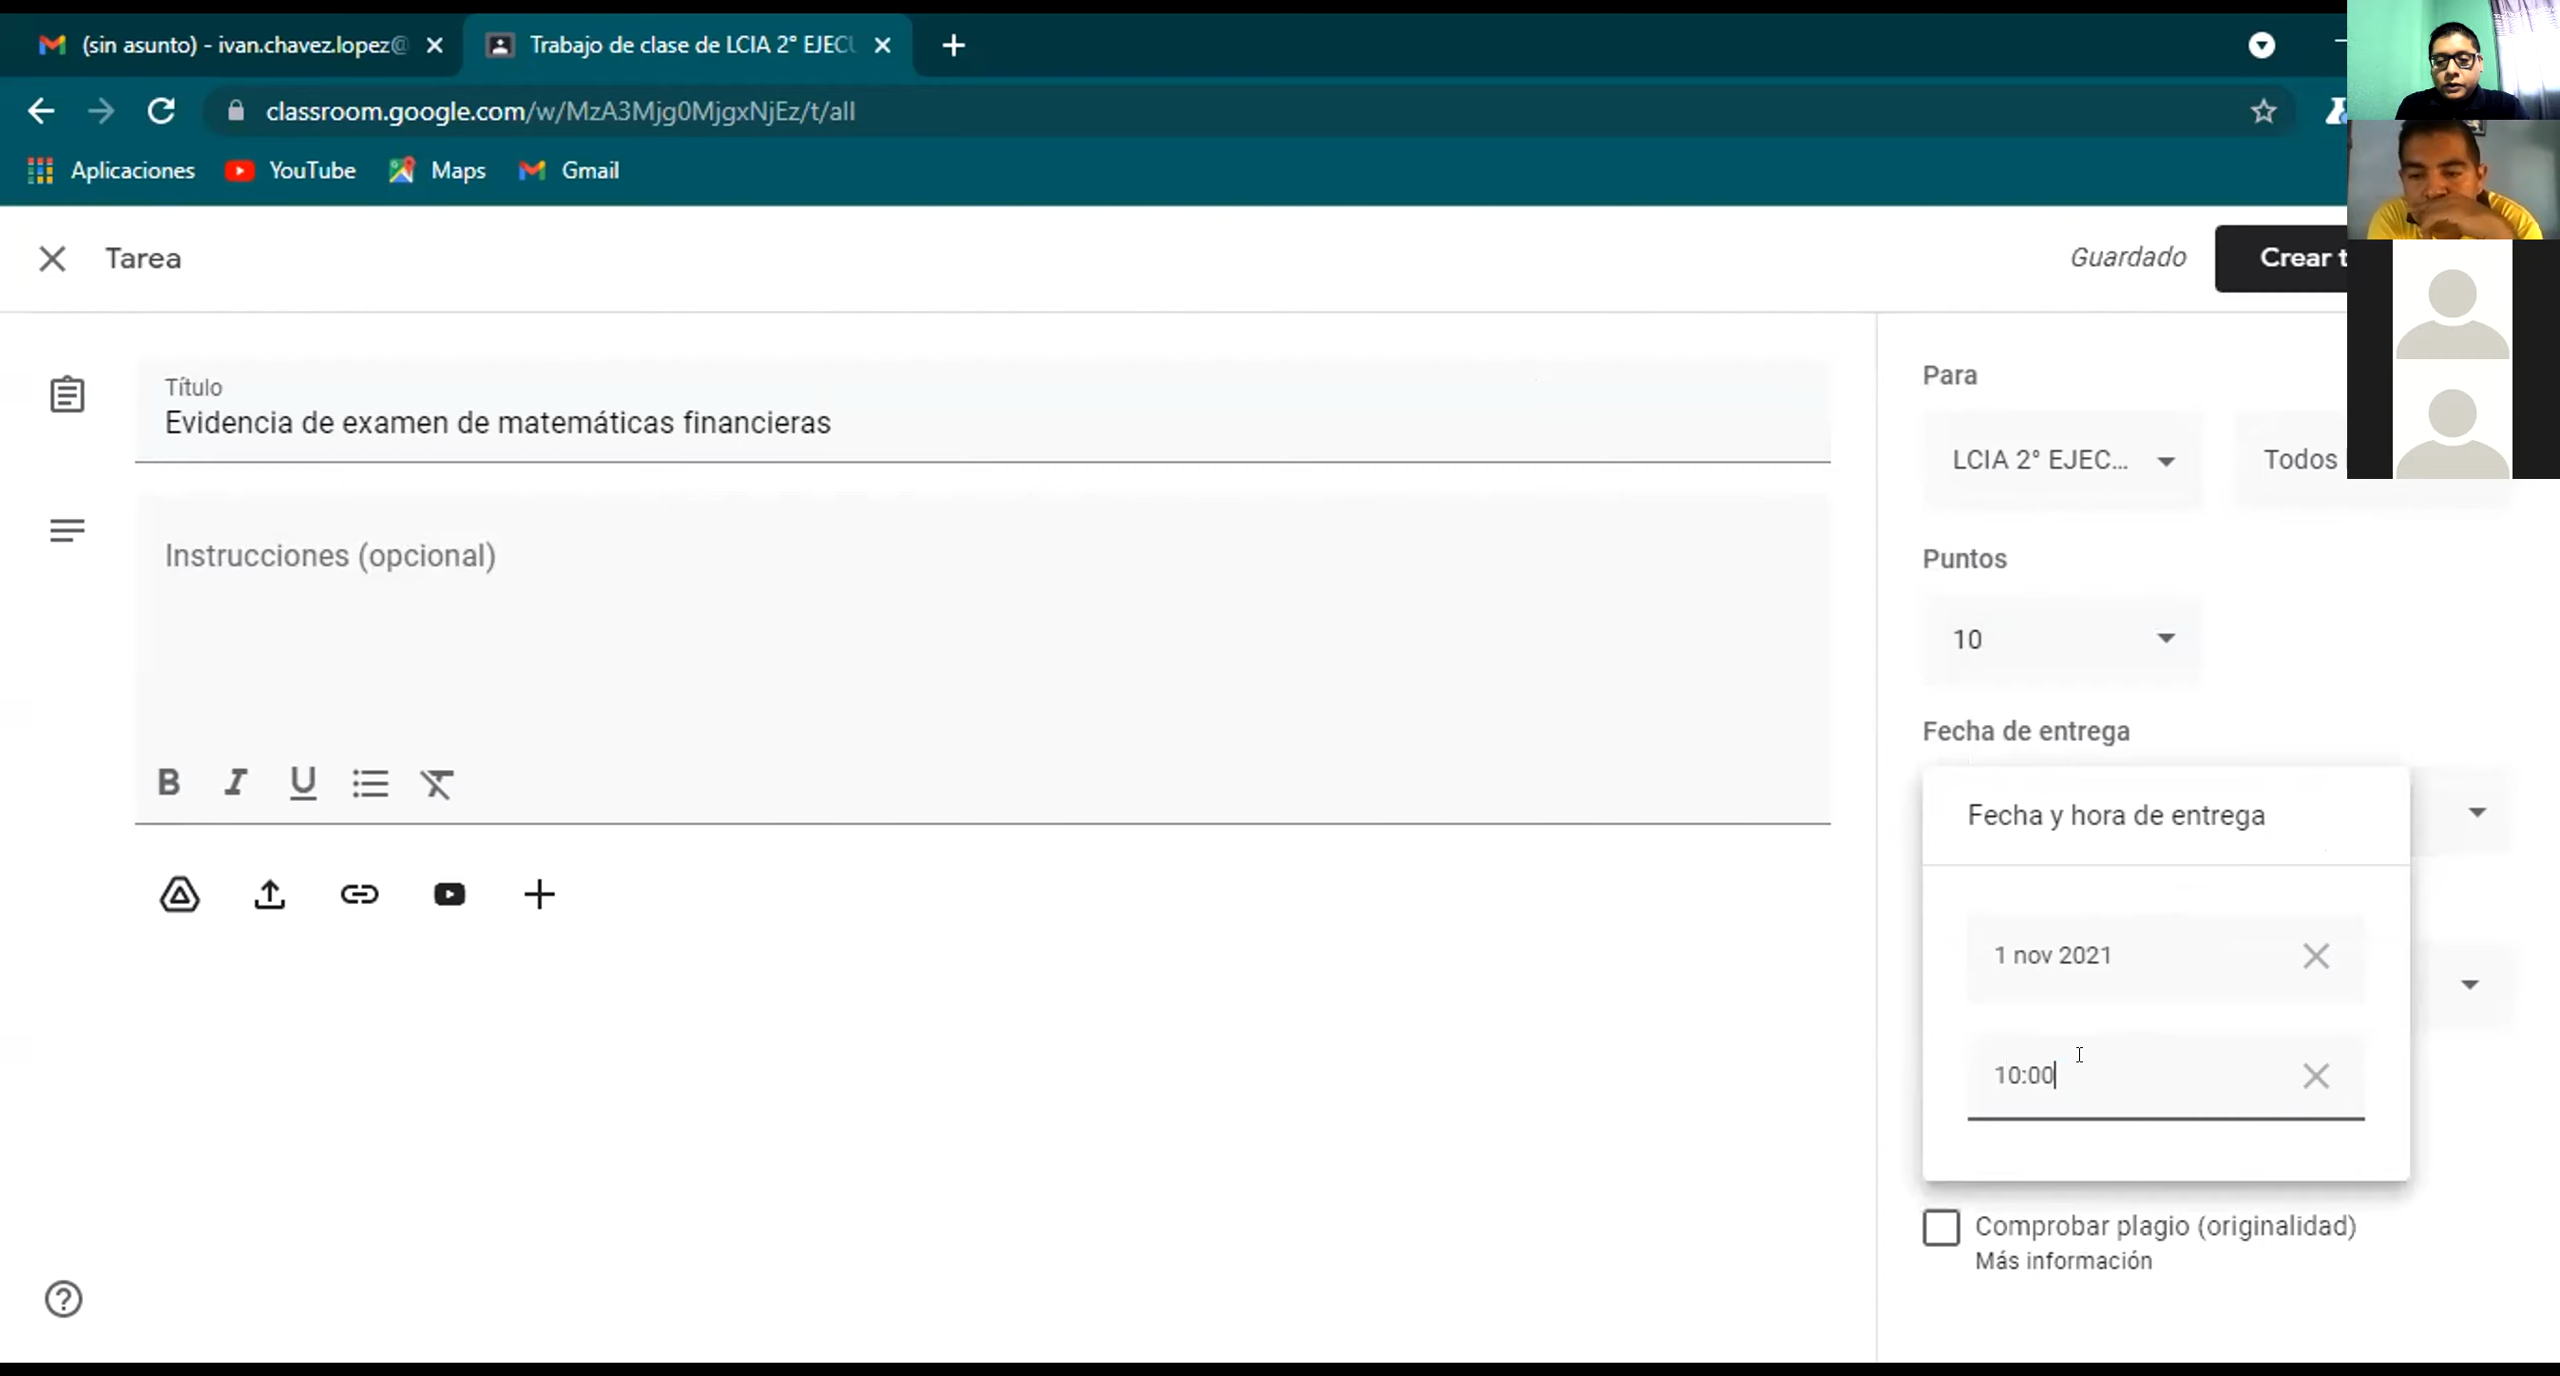 (sin asunto) - ivan.chavez.lopez@
Trabajo de clase de LCIA 2° EJECU
classroom.google.com/w/MzA3Mjg0MjgxNjEz/t/all
Aplicaciones
YouTube
Maps
Gmail
Tarea
Guardado
Crear t
Título
Evidencia de examen de matemáticas financieras
Instrucciones (opcional)
B I U
Para
LCIA 2° EJEC...
Todos
Puntos
10
Fecha de entrega
Fecha y hora de entrega
1 nov 2021
10:00
Comprobar plagio (originalidad)
Más información